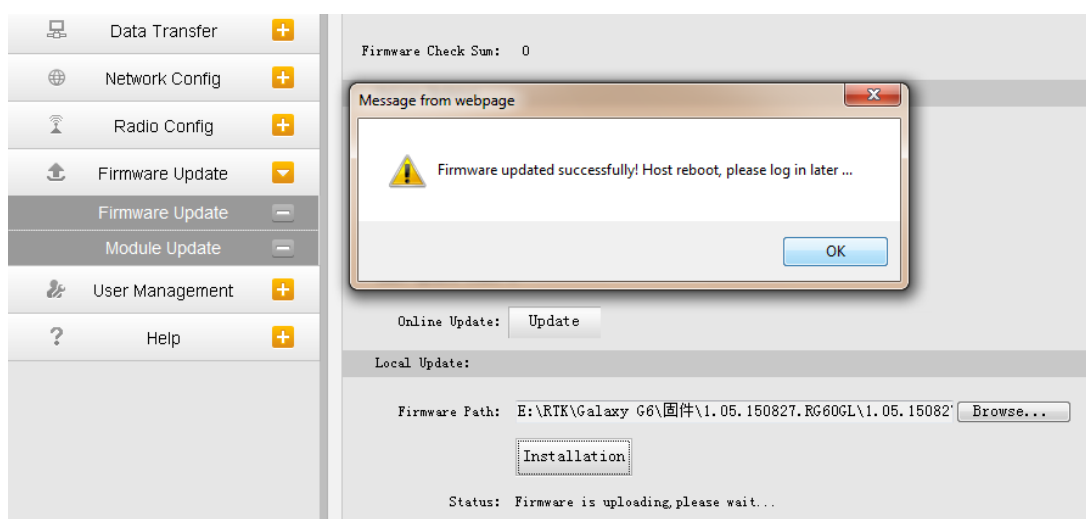 Data Transfer
Network Config
Radio Config
Firmware Update
Firmware Update
Module Update
User Management
Help
Firmware Check Sum: 0
Message from webpage
Firmware updated successfully! Host reboot, please log in later ...
OK
Online Update: Update
Local Update:
Firmware Path: E:\RTK\Galaxy G6\固件\1.05.150827.RG60GL\1.05.15082 Browse...
Installation
Status: Firmware is uploading,please wait...